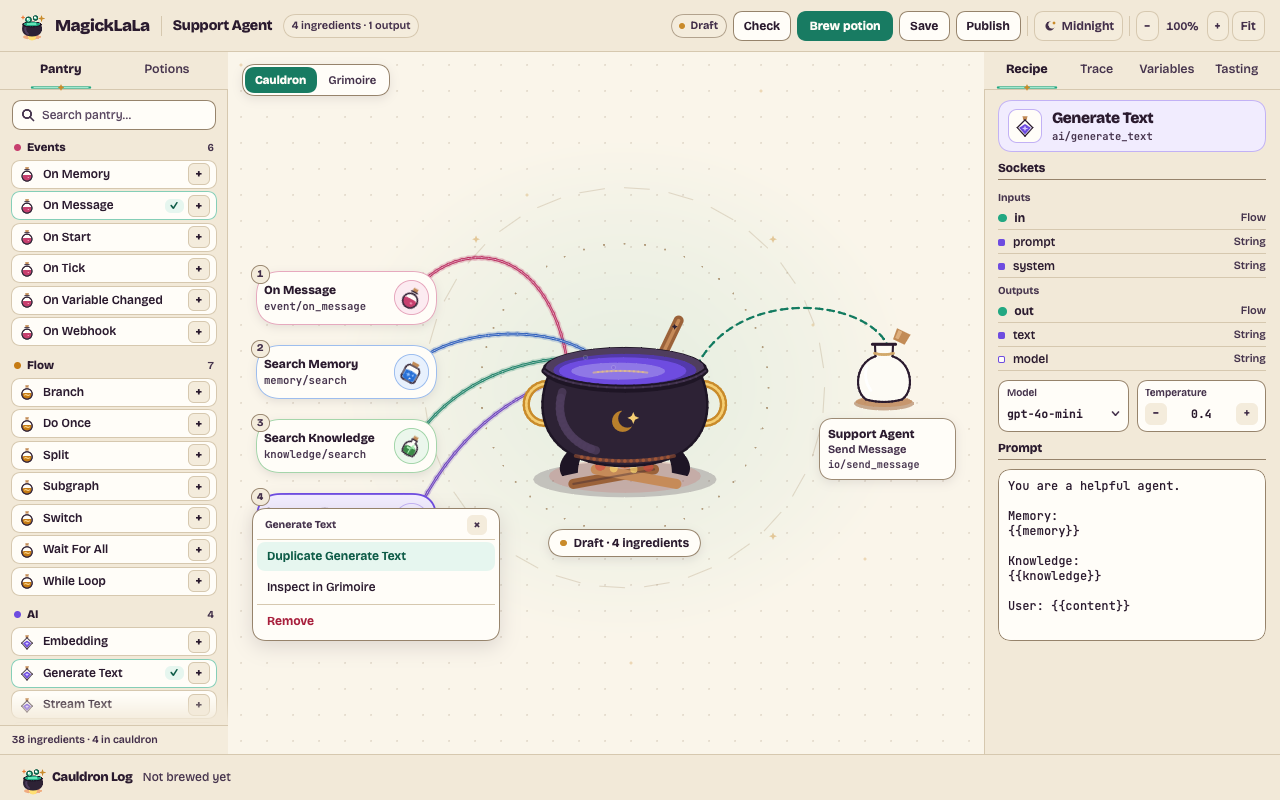 MagickLaLa
Support Agent
4 ingredients · 1 output
Draft
Check
Brew potion
Save
Publish
Midnight
−
100%
+
Fit
Pantry
Potions
Search pantry...
Events
6
On Memory
+
On Message
+
On Start
+
On Tick
+
On Variable Changed
+
On Webhook
+
Flow
7
Branch
+
Do Once
+
Split
+
Subgraph
+
Switch
+
Wait For All
+
While Loop
+
AI
4
Embedding
+
Generate Text
+
Stream Text
+
38 ingredients · 4 in cauldron
Cauldron
Grimoire
1
On Message
event/on_message
2
Search Memory
memory/search
3
Search Knowledge
knowledge/search
4
Generate Text
×
Duplicate Generate Text
Inspect in Grimoire
Remove
Draft · 4 ingredients
Support Agent
Send Message
io/send_message
Recipe
Trace
Variables
Tasting
Generate Text
ai/generate_text
Sockets
Inputs
in
Flow
prompt
String
system
String
Outputs
out
Flow
text
String
model
String
Model
gpt-4o-mini
Temperature
−
0.4
+
Prompt
You are a helpful agent.
Memory:
{{memory}}
Knowledge:
{{knowledge}}
User: {{content}}
Cauldron Log
Not brewed yet